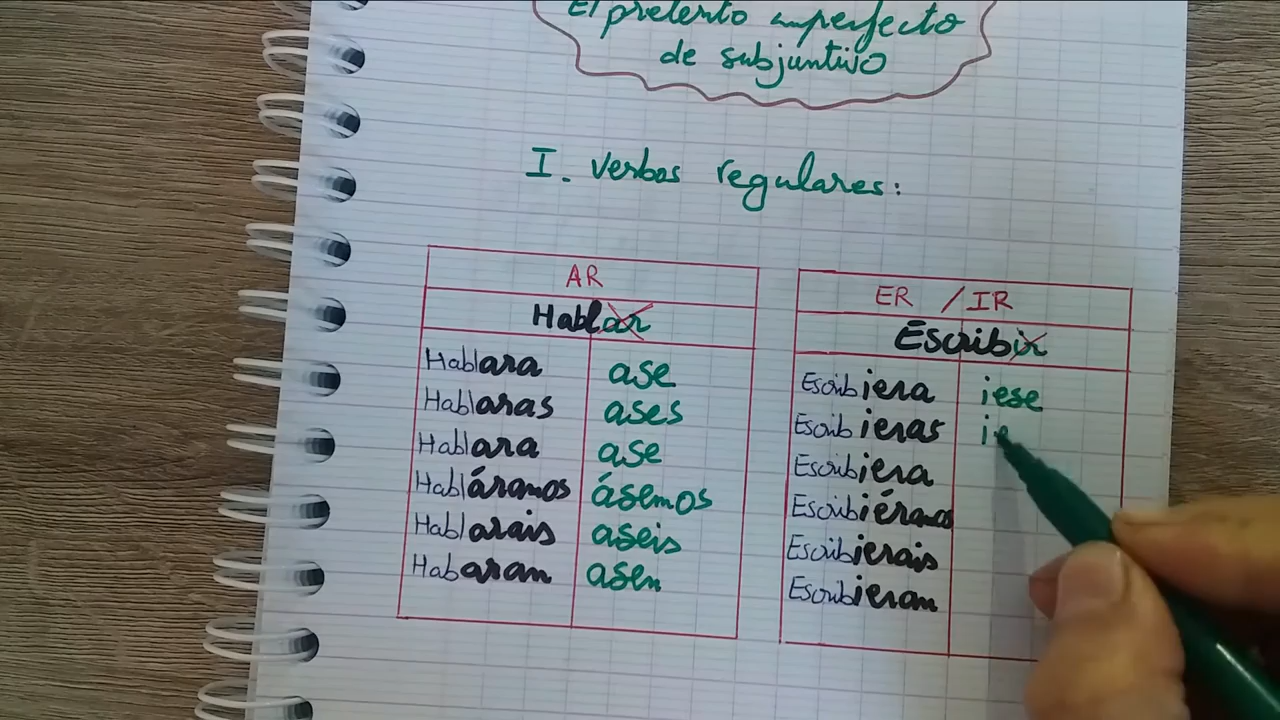 El pretérito imperfecto
de subjuntivo
I. Verbos regulares:
AR
Hablar
Hablara ase
Hablaras ases
Hablara ase
Habláramos ásemos
Hablarais aseis
Habaran asen
ER / IR
Escribir
Escribiera iese
Escribieras ie
Escribiera
Escribiéramos
Escribierais
Escribieran